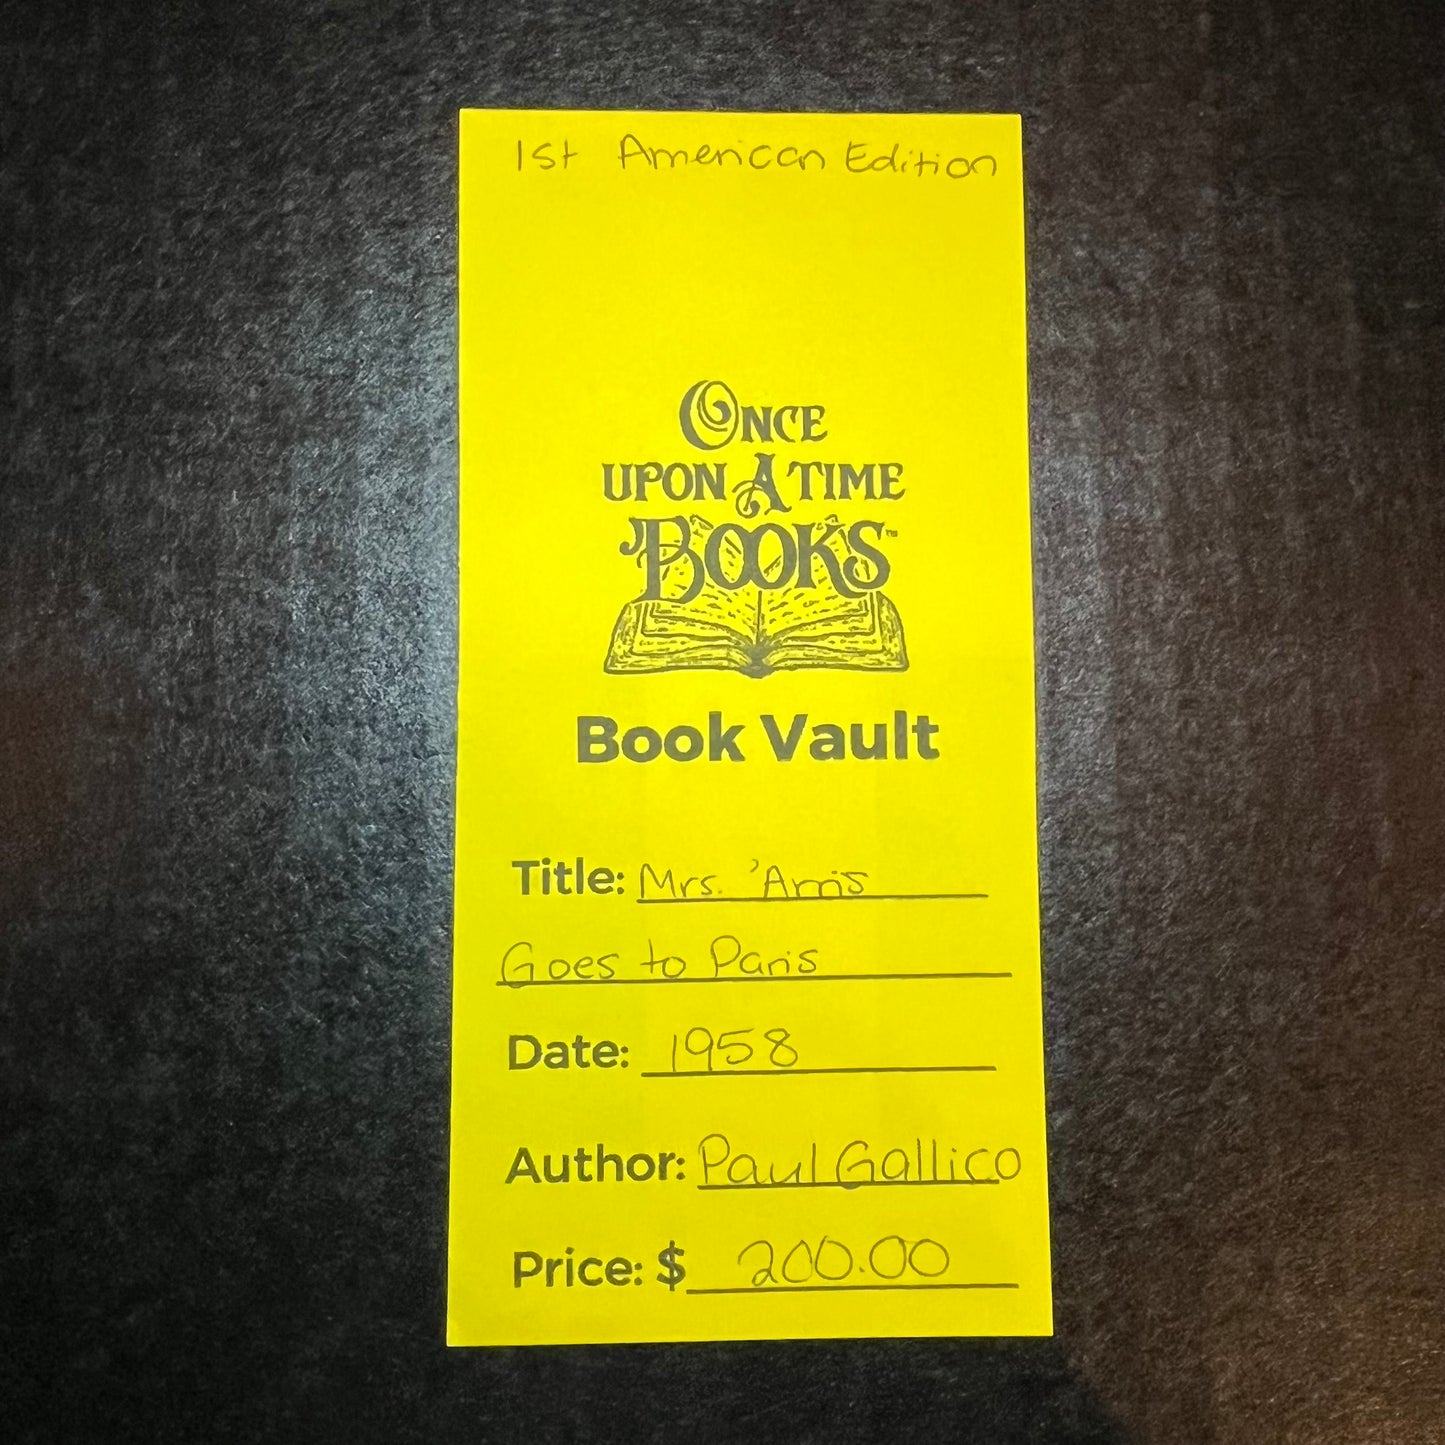 1st American Edition
ONCE
UPON A TIME
BOOKS™
Book Vault
Title: Mrs. 'Arris
Goes to Paris
Date: 1958
Author: Paul Gallico
Price: $ 200.00